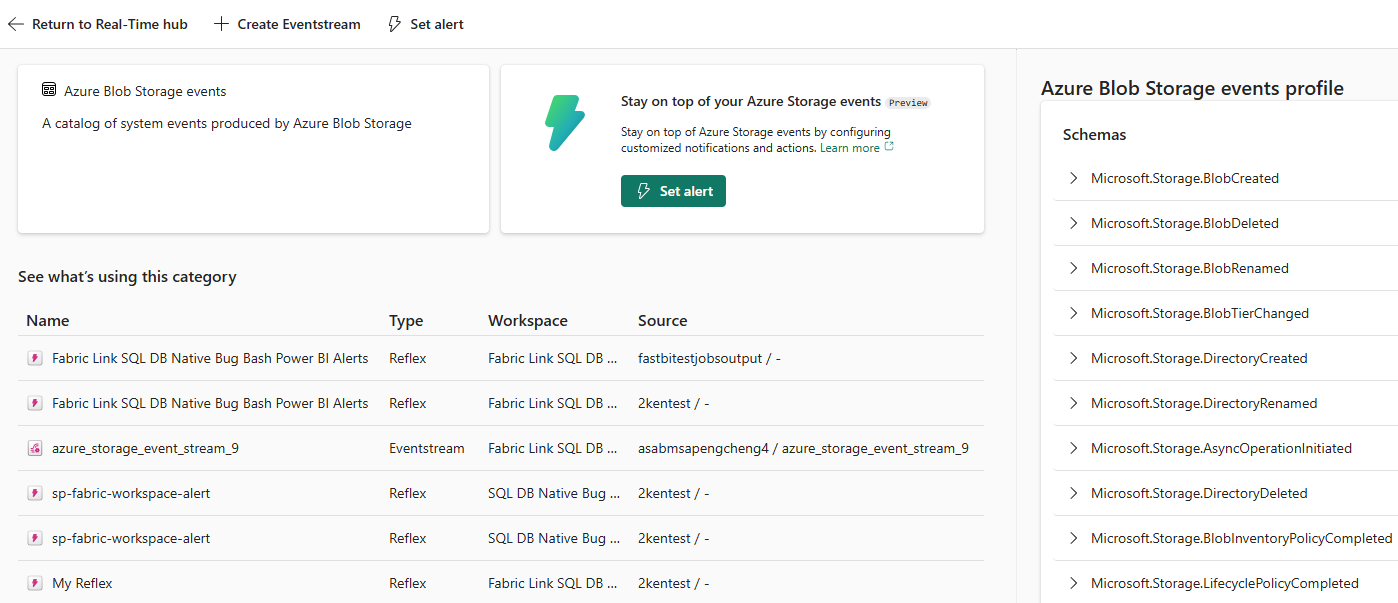 Return to Real-Time hub Create Eventstream Set alert
Azure Blob Storage events
A catalog of system events produced by Azure Blob Storage
Stay on top of your Azure Storage events Preview
Stay on top of Azure Storage events by configuring
customized notifications and actions. Learn more
Set alert
See what's using this category
Name Type Workspace Source
Fabric Link SQL DB Native Bug Bash Power BI Alerts Reflex Fabric Link SQL DB ... fastbitestjobsoutput / -
Fabric Link SQL DB Native Bug Bash Power BI Alerts Reflex Fabric Link SQL DB ... 2kentest / -
azure_storage_event_stream_9 Eventstream Fabric Link SQL DB ... asabmsapengcheng4 / azure_storage_event_stream_9
sp-fabric-workspace-alert Reflex SQL DB Native Bug ... 2kentest / -
sp-fabric-workspace-alert Reflex SQL DB Native Bug ... 2kentest / -
My Reflex Reflex Fabric Link SQL DB ... 2kentest / -
Azure Blob Storage events profile
Schemas
Microsoft.Storage.BlobCreated
Microsoft.Storage.BlobDeleted
Microsoft.Storage.BlobRenamed
Microsoft.Storage.BlobTierChanged
Microsoft.Storage.DirectoryCreated
Microsoft.Storage.DirectoryRenamed
Microsoft.Storage.AsyncOperationInitiated
Microsoft.Storage.DirectoryDeleted
Microsoft.Storage.BlobInventoryPolicyCompleted
Microsoft.Storage.LifecyclePolicyCompleted